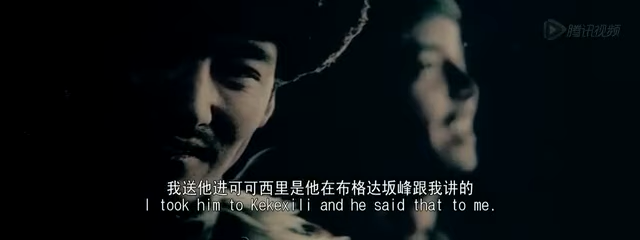 腾讯视频
我送他进可可西里是他在布格达坂峰跟我讲的
I took him to Kekexili and he said that to me.